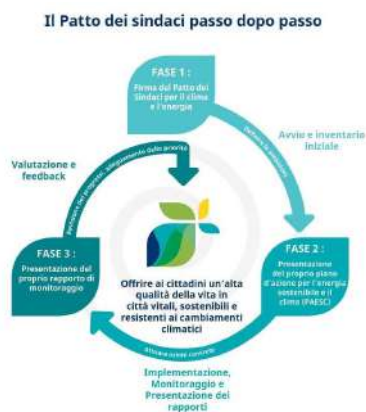 Il Patto dei sindaci passo dopo passo
FASE 1 :
Firma del Patto dei
Sindaci per il clima
e l'energia
Avvio e inventario
iniziale
FASE 2 :
Presentazione
del proprio piano
d'azione per l'energia
sostenibile e il
clima (PAESC)
Implementazione,
Monitoraggio e
Presentazione dei
rapporti
FASE 3 :
Presentazione del
proprio rapporto di
monitoraggio
Valutazione e
feedback
Offrire ai cittadini un'alta
qualità della vita in
città vitali, sostenibili e
resistenti ai cambiamenti
climatici